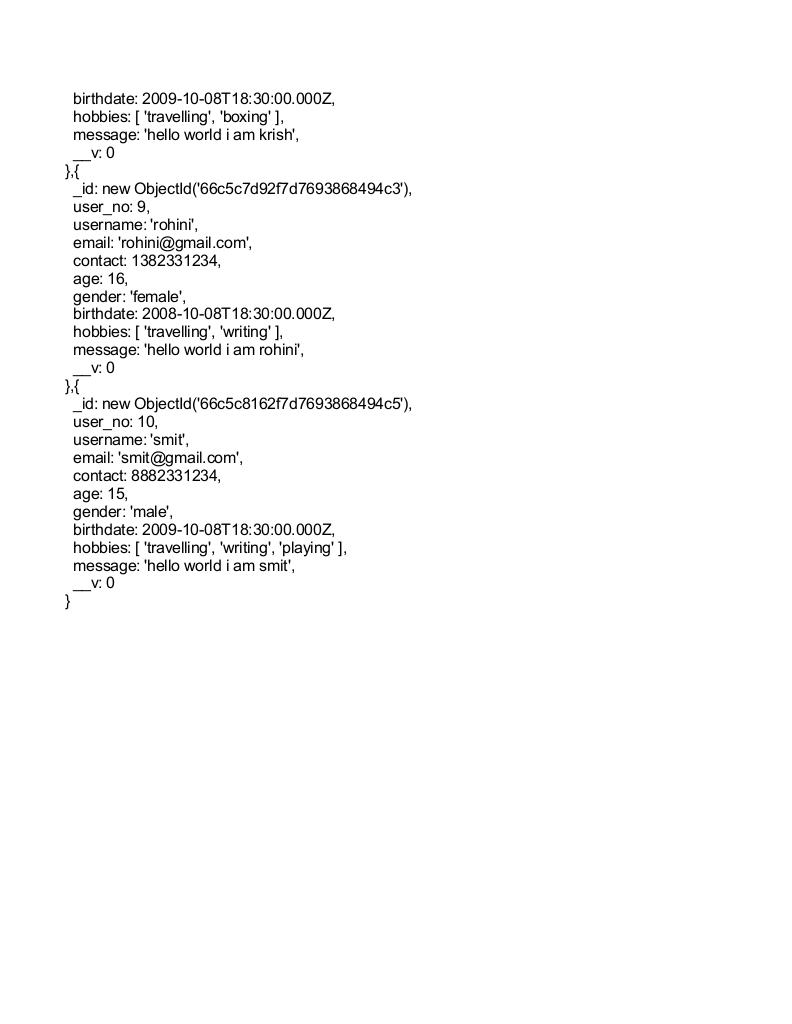 birthdate: 2009-10-08T18:30:00.000Z,
hobbies: [ 'travelling', 'boxing' ],
message: 'hello world i am krish',
__v: 0
},{
_id: new ObjectId('66c5c7d92f7d7693868494c3'),
user_no: 9,
username: 'rohini',
email: 'rohini@gmail.com',
contact: 1382331234,
age: 16,
gender: 'female',
birthdate: 2008-10-08T18:30:00.000Z,
hobbies: [ 'travelling', 'writing' ],
message: 'hello world i am rohini',
__v: 0
},{
_id: new ObjectId('66c5c8162f7d7693868494c5'),
user_no: 10,
username: 'smit',
email: 'smit@gmail.com',
contact: 8882331234,
age: 15,
gender: 'male',
birthdate: 2009-10-08T18:30:00.000Z,
hobbies: [ 'travelling', 'writing', 'playing' ],
message: 'hello world i am smit',
__v: 0
}